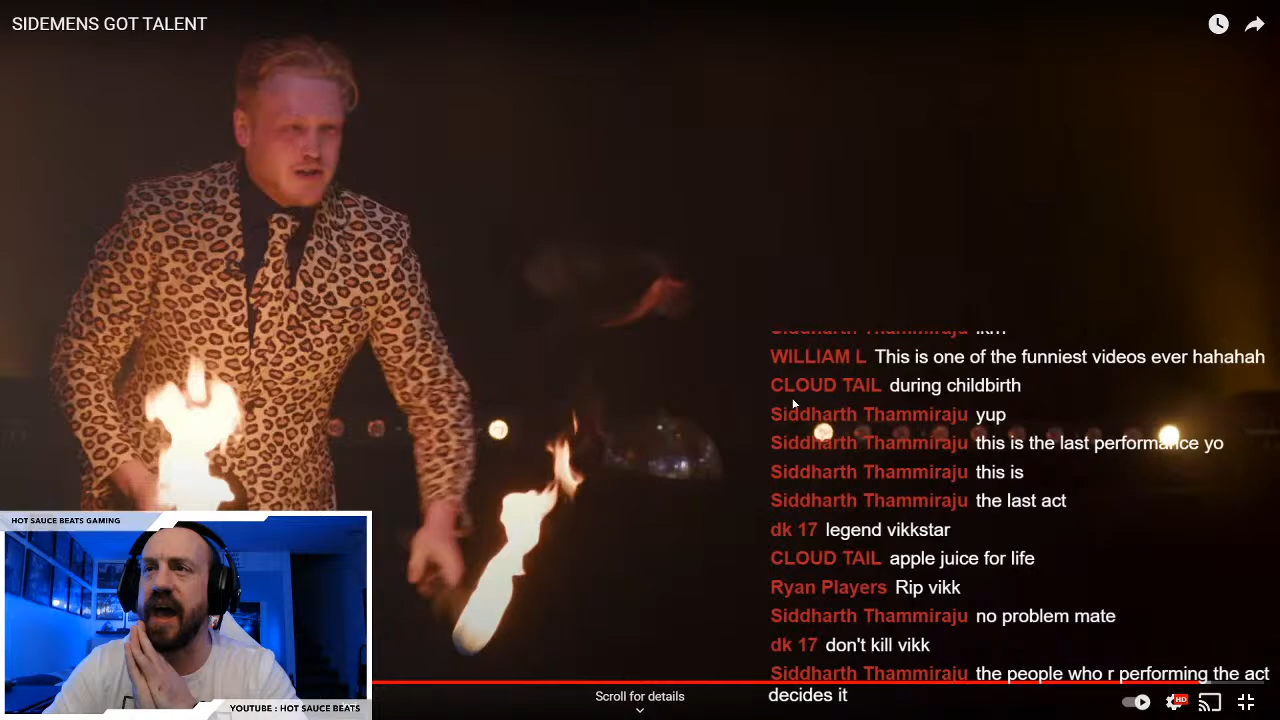 SIDEMENS GOT TALENT
WILLIAM L This is one of the funniest videos ever hahahah
CLOUD TAIL during childbirth
Siddharth Thammiraju yup
Siddharth Thammiraju this is the last performance yo
Siddharth Thammiraju this is
Siddharth Thammiraju the last act
dk 17 legend vikkstar
CLOUD TAIL apple juice for life
Ryan Players Rip vikk
Siddharth Thammiraju no problem mate
dk 17 don't kill vikk
Siddharth Thammiraju the people who r performing the act
decides it
HOT SAUCE BEATS GAMING
YOUTUBE : HOT SAUCE BEATS
Scroll for details
HD